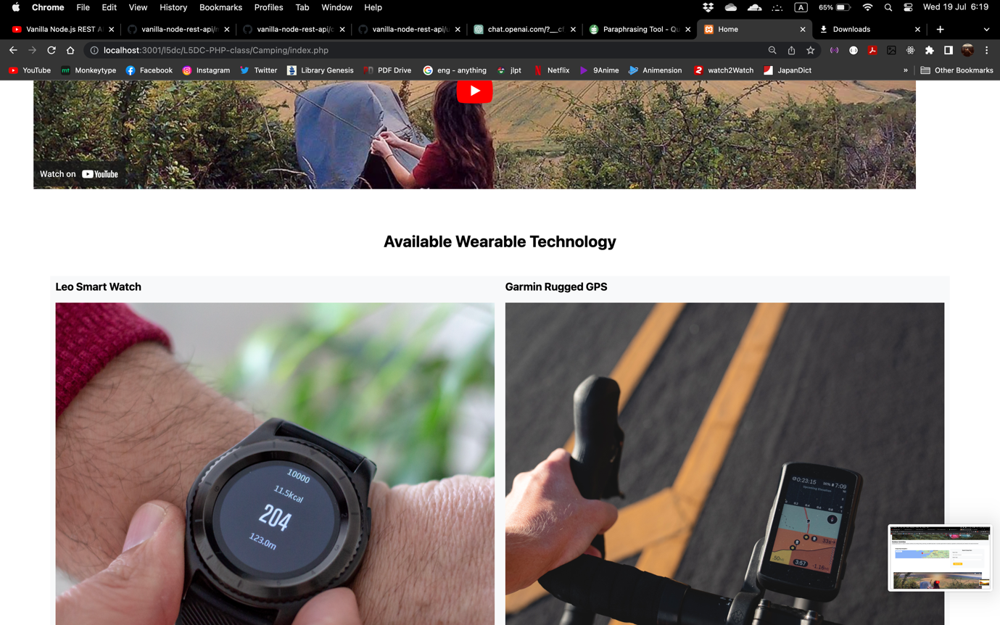 Chrome File Edit View History Bookmarks Profiles Tab Window Help A 65% Wed 19 Jul 6:19
Vanilla Node.js REST A vanilla-node-rest-api/ vanilla-node-rest-api/ vanilla-node-rest-api/ chat.openai.com/?__cf Paraphrasing Tool - Qu Home Downloads
localhost:3001/l5dc/L5DC-PHP-class/Camping/index.php
YouTube mt Monkeytype Facebook Instagram Twitter Library Genesis PDF Drive eng - anything jlpt Netflix 9Anime Animension 2 watch2Watch JapanDict » Other Bookmarks
Watch on YouTube
Available Wearable Technology
Leo Smart Watch Garmin Rugged GPS
10000
11.5kcal
204
123.0m
0:23:15 90% 7:09
3:57